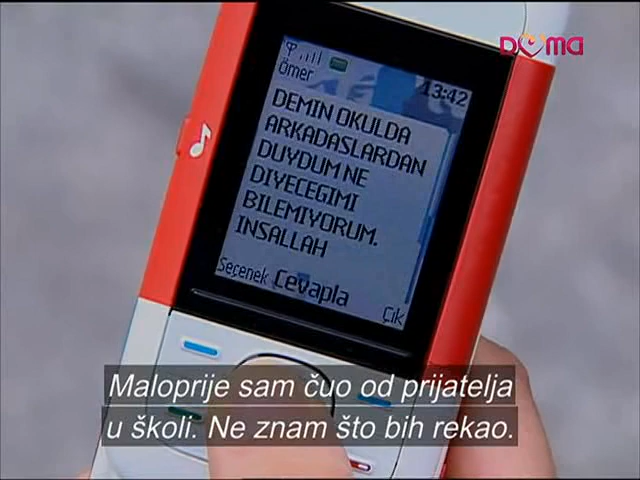 DOMA
Ömer
13:42
DEMIN OKULDA
ARKADASLARDAN
DUYDUM NE
DIYECEGIMI
BILEMIYORUM.
INSALLAH
Seçenek Cevapla Çık
Maloprije sam čuo od prijatelja
u školi. Ne znam što bih rekao.